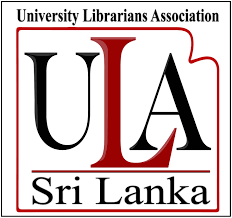 University Librarians Association
ULA
Sri Lanka